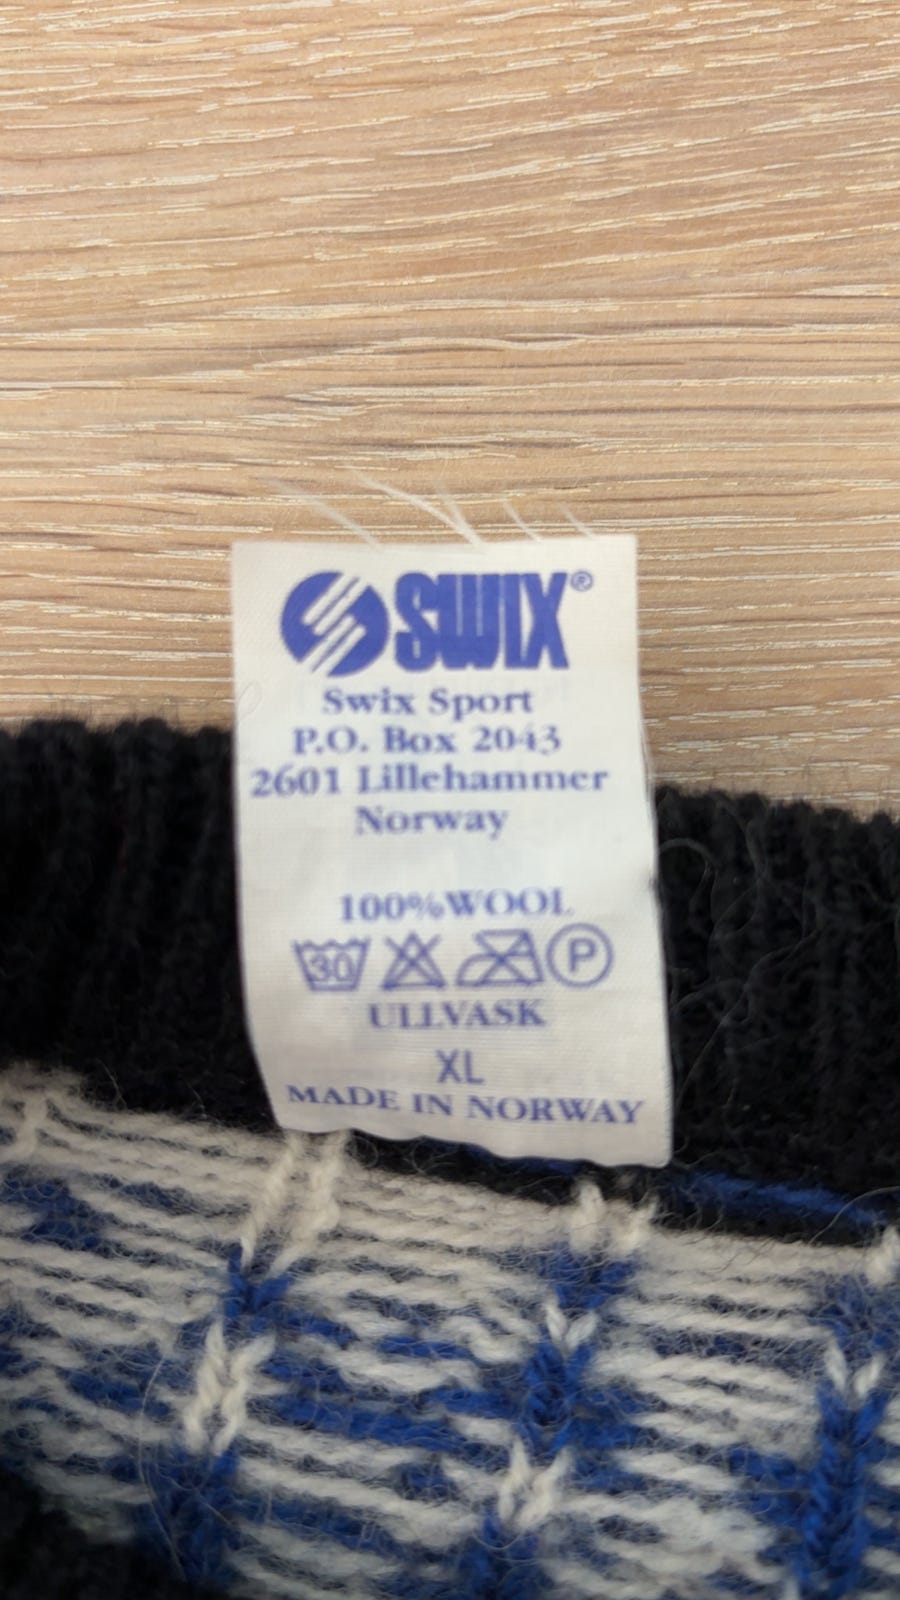 SWIX®
Swix Sport
P.O. Box 2043
2601 Lillehammer
Norway
100%WOOL
30 P
ULLVASK
XL
MADE IN NORWAY